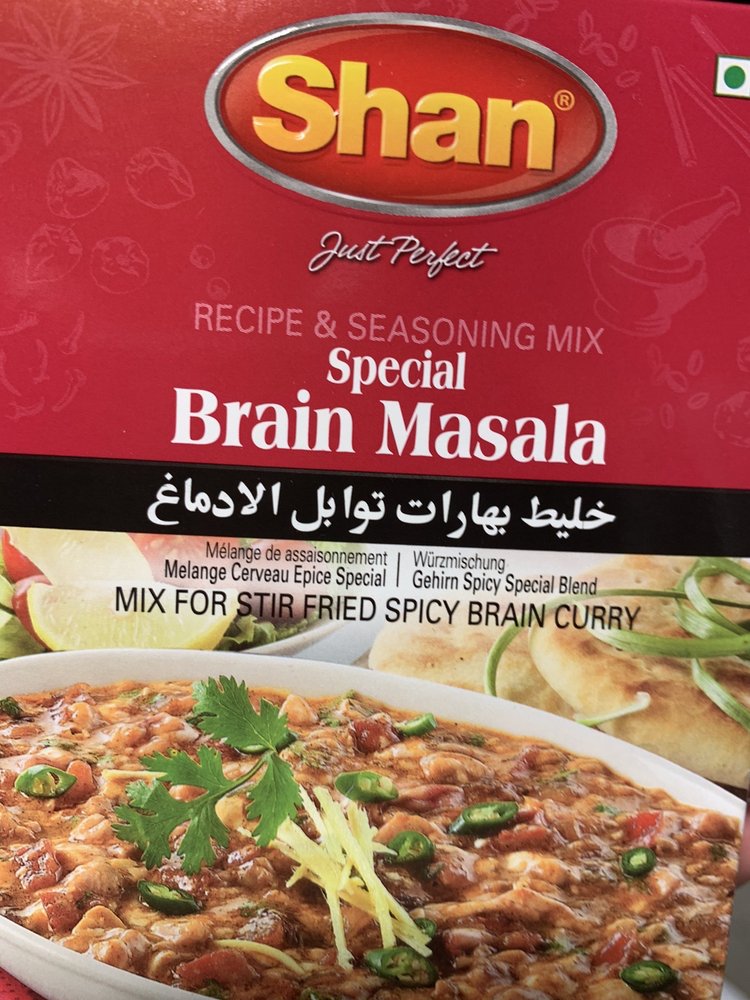 Shan®
Just Perfect
RECIPE & SEASONING MIX
Special
Brain Masala
خليط بهارات توابل الادماغ
Mélange de assaisonnement
Melange Cerveau Epice Special
Würzmischung
Gehirn Spicy Special Blend
MIX FOR STIR FRIED SPICY BRAIN CURRY